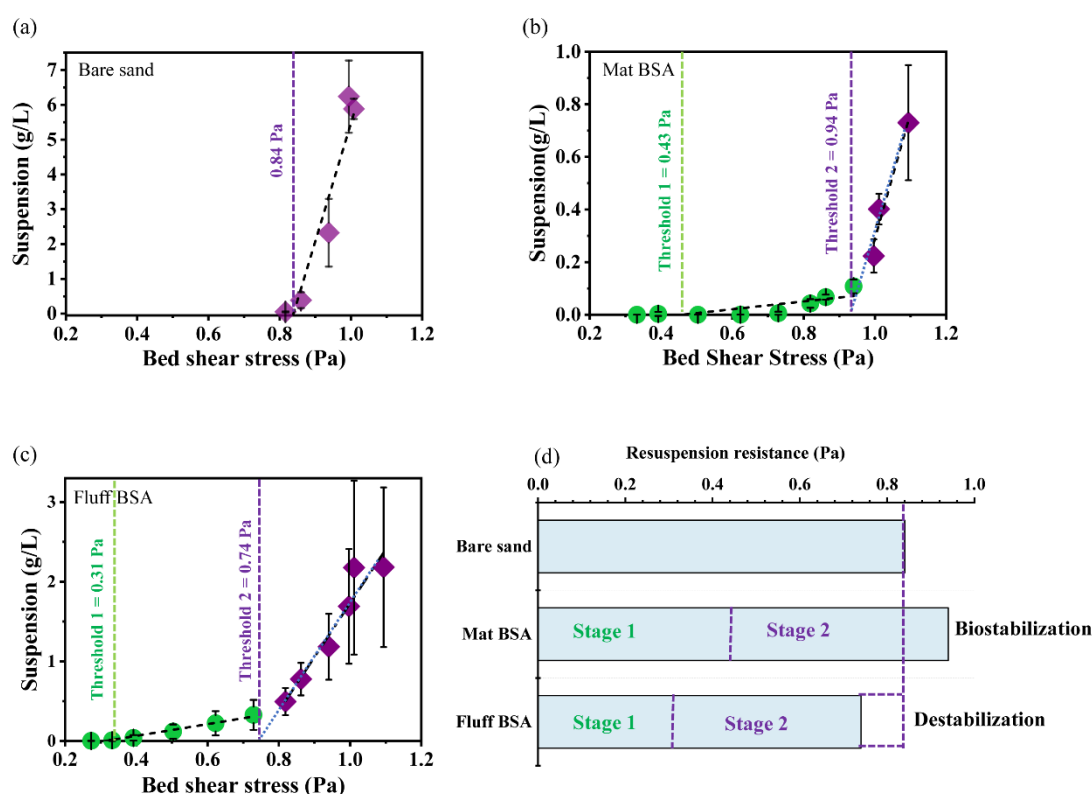 (a)
Bare sand
0.84 Pa
Suspension (g/L)
7
6
5
4
3
2
1
0
0.2 0.4 0.6 0.8 1.0 1.2
Bed shear stress (Pa)
(b)
Mat BSA
Threshold 1 = 0.43 Pa
Threshold 2 = 0.94 Pa
Suspension(g/L)
1.0
0.8
0.6
0.4
0.2
0.0
0.2 0.4 0.6 0.8 1.0 1.2
Bed Shear Stress (Pa)
(c)
Fluff BSA
Threshold 1 = 0.31 Pa
Threshold 2 = 0.74 Pa
Suspension (g/L)
3
2
1
0
0.2 0.4 0.6 0.8 1.0 1.2
Bed shear stress (Pa)
Resuspension resistance (Pa)
(d)
0.0 0.2 0.4 0.6 0.8 1.0
Bare sand
Mat BSA Stage 1 Stage 2 Biostabilization
Fluff BSA Stage 1 Stage 2 Destabilization